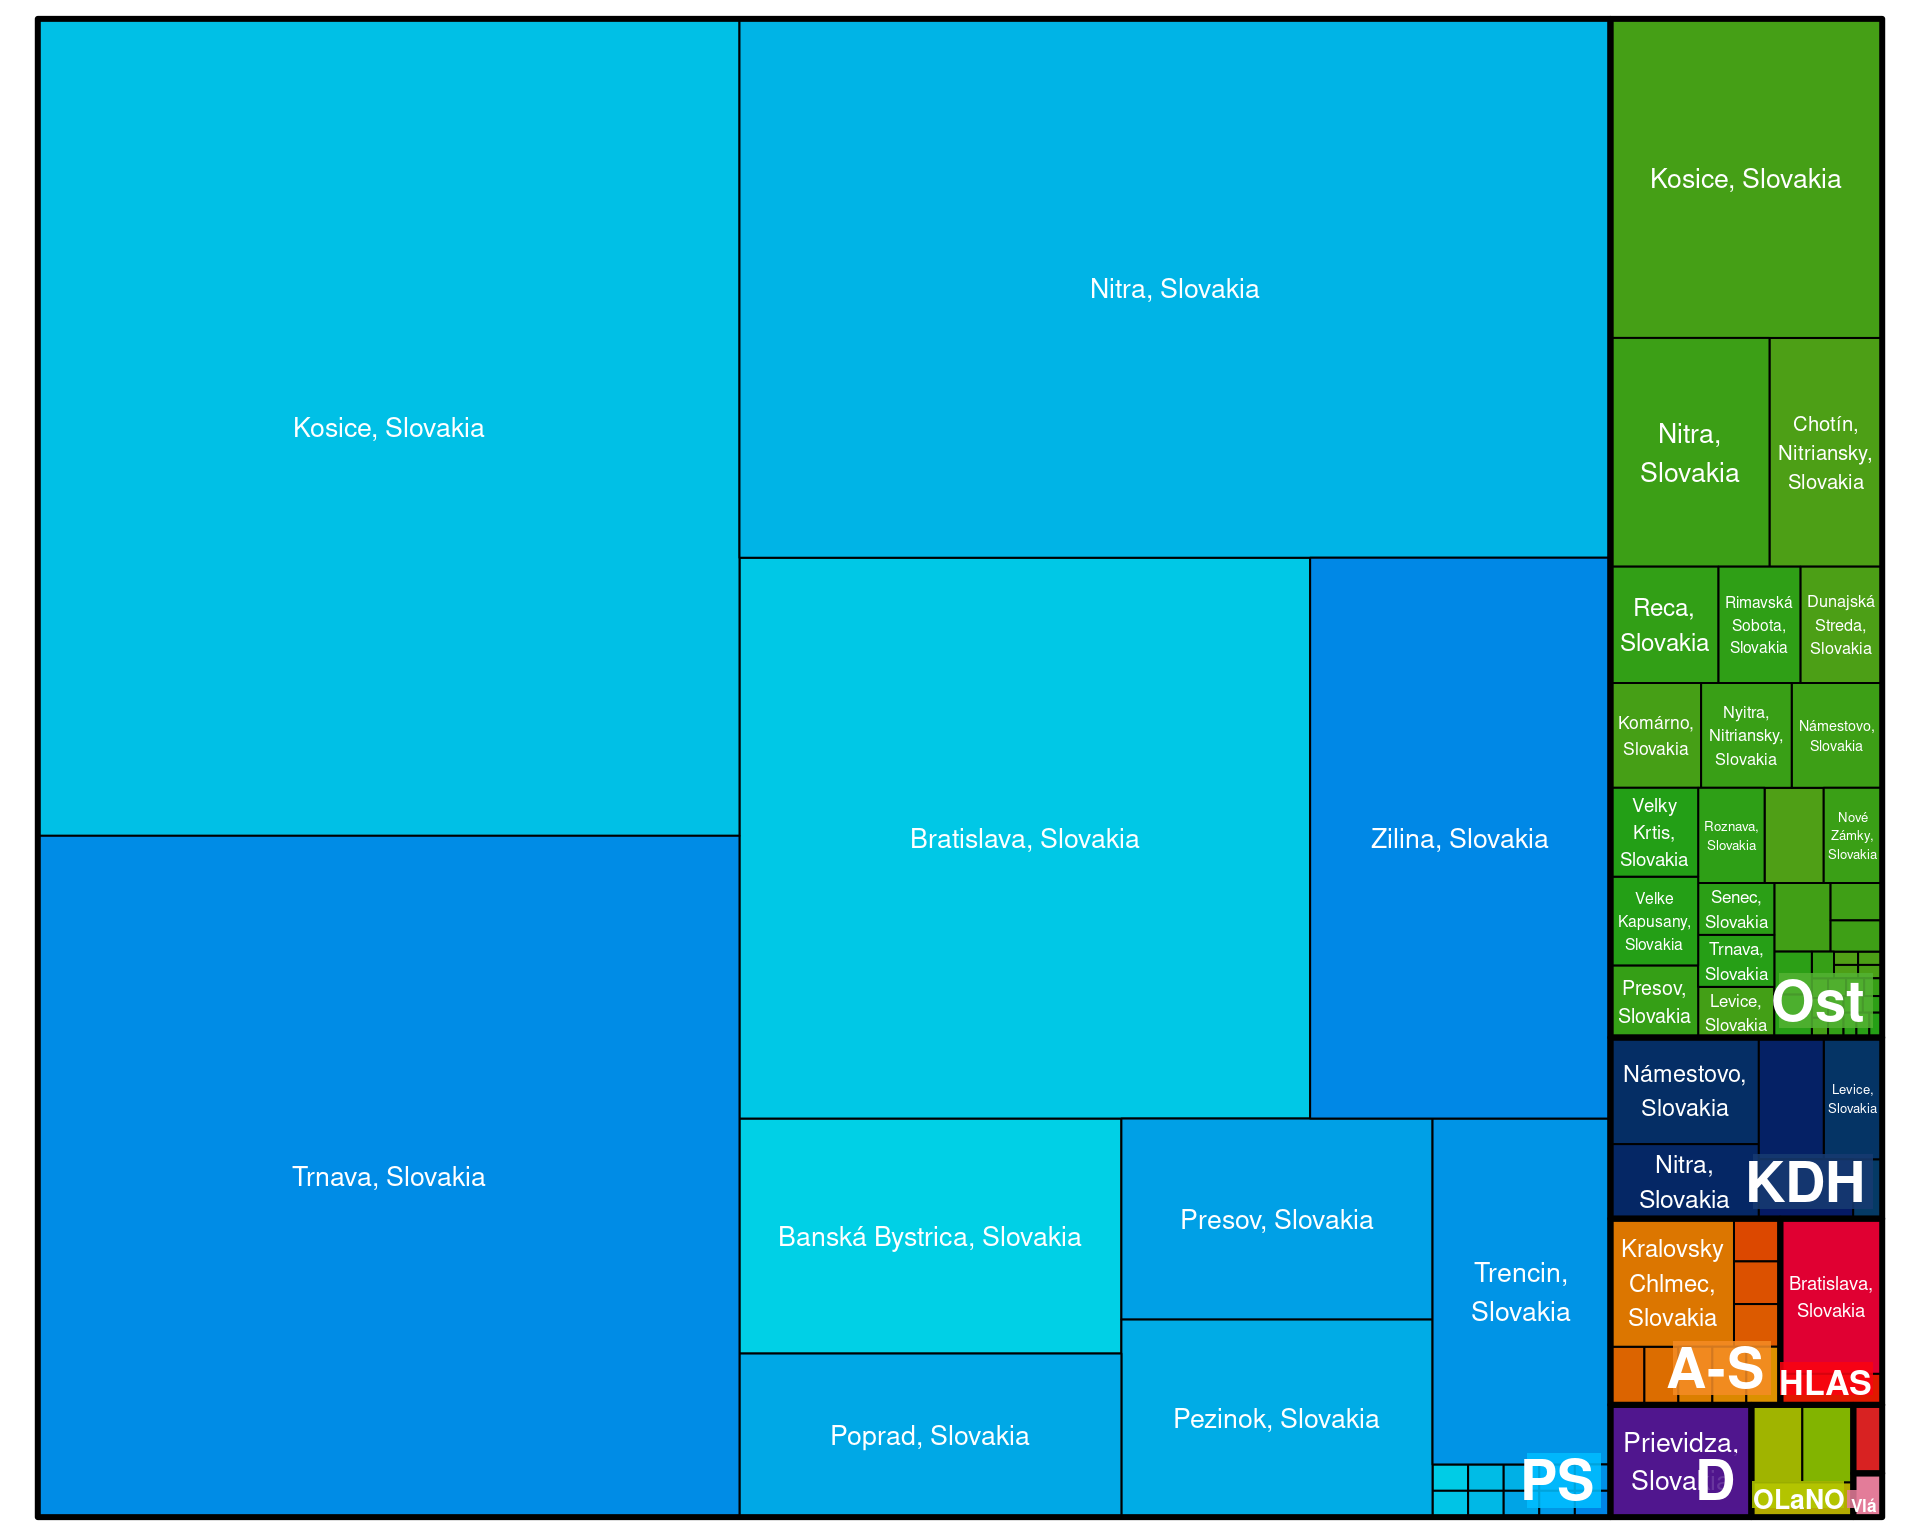 Kosice, Slovakia
Nitra, Slovakia
Bratislava, Slovakia
Zilina, Slovakia
Trnava, Slovakia
Banská Bystrica, Slovakia
Presov, Slovakia
Trencin,
Slovakia
Poprad, Slovakia
Pezinok, Slovakia
PS
Kosice, Slovakia
Nitra,
Slovakia
Chotín,
Nitriansky,
Slovakia
Reca,
Slovakia
Rimavská
Sobota,
Slovakia
Dunajská
Streda,
Slovakia
Komárno,
Slovakia
Nyitra,
Nitriansky,
Slovakia
Námestovo,
Slovakia
Velky
Krtis,
Slovakia
Roznava,
Slovakia
Nové
Zámky,
Slovakia
Velke
Kapusany,
Slovakia
Senec,
Slovakia
Trnava,
Slovakia
Presov,
Slovakia
Levice,
Slovakia
Ost
Námestovo,
Slovakia
Levice,
Slovakia
Nitra,
Slovakia
KDH
Kralovsky
Chlmec,
Slovakia
A-S
Bratislava,
Slovakia
HLAS
Prievidza,
Slovakia
D
OLaNO
Vlá